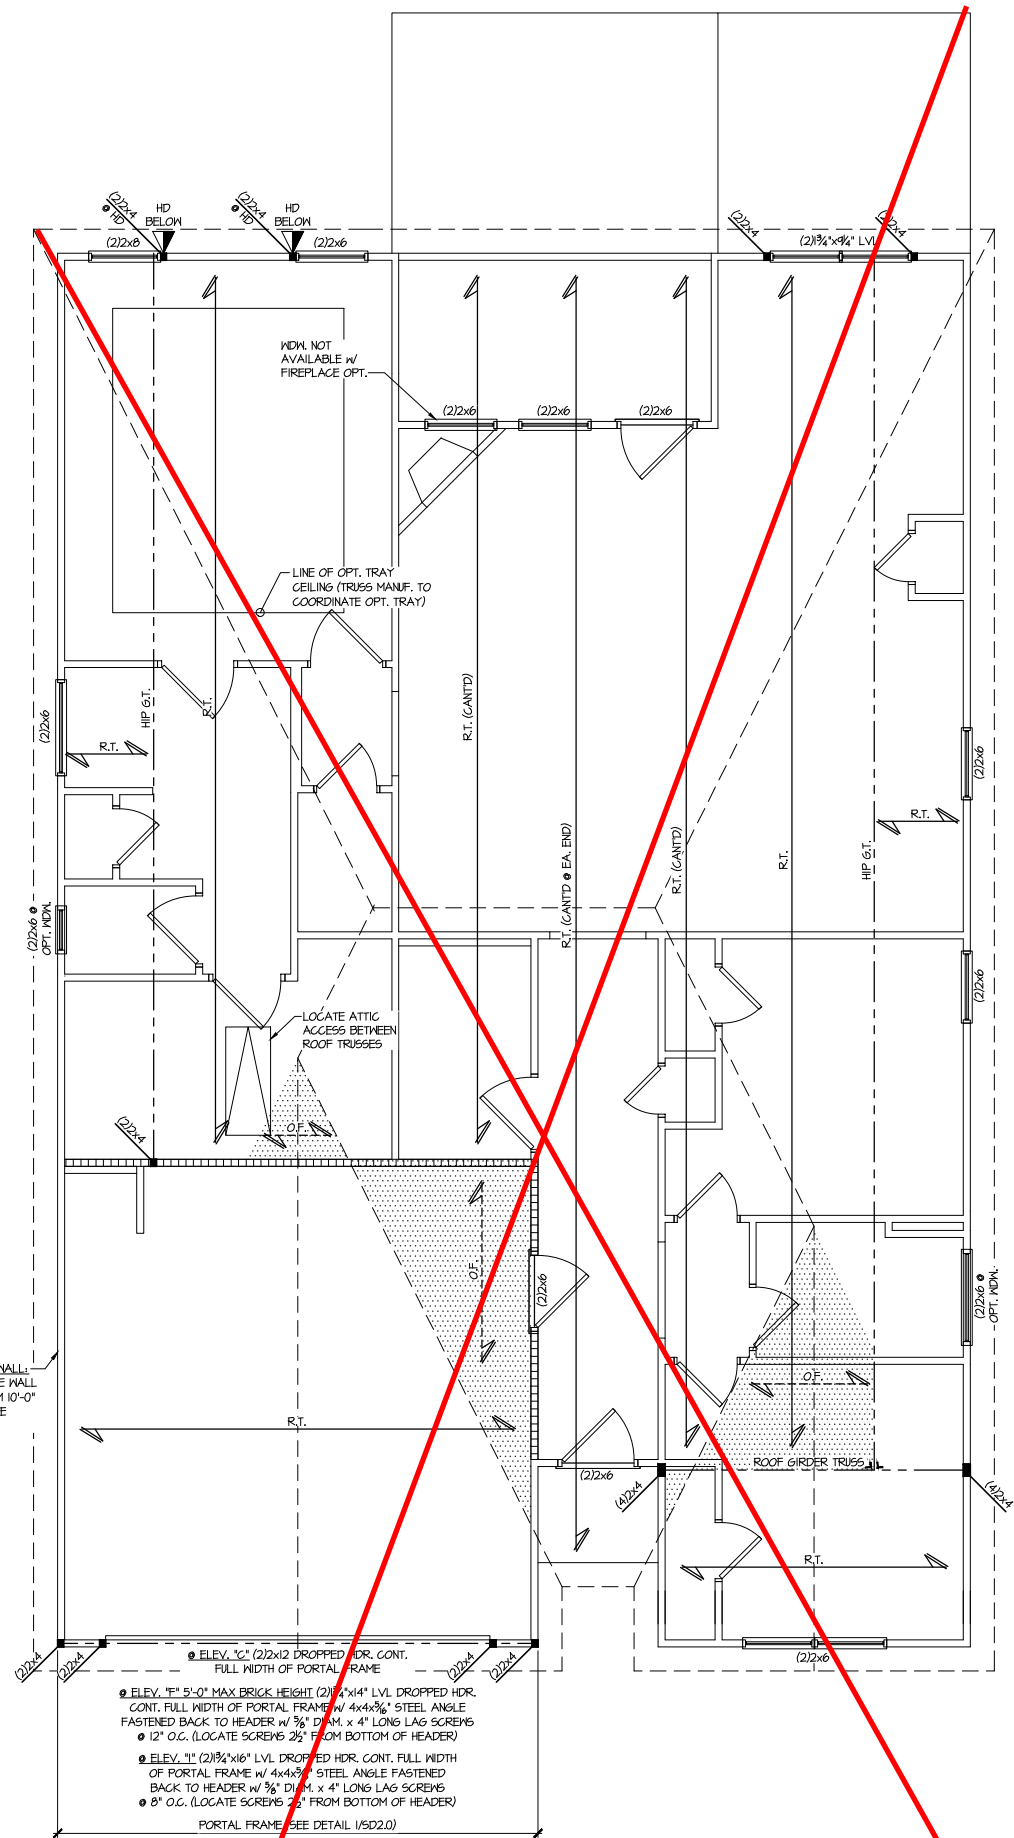 (2)2x4
@ HD
HD
BELOW
(2)2x4
@ HD
HD
BELOW
(2)2x8
(2)2x6
(2)2x4
(2)1¾"x9¼" LVL
(2)2x4
WDW. NOT
AVAILABLE W/
FIREPLACE OPT.
(2)2x6
(2)2x6
(2)2x6
LINE OF OPT. TRAY
CEILING (TRUSS MANUF. TO
COORDINATE OPT. TRAY)
(2)2x6
R.T.
HIP G.T.
R.T.
R.T. (CANT'D)
R.T. (CANT'D @ EA. END)
R.T. (CANT'D)
R.T.
HIP G.T.
R.T.
(2)2x6
(2)2x6 @
OPT. WDW.
(2)2x6
LOCATE ATTIC
ACCESS BETWEEN
ROOF TRUSSES
O.F.
(2)2x4
O.F.
(2)2x6
(2)2x6 @
OPT. WDW.
WALL:
E WALL
10'-0"
E
O.F.
R.T.
ROOF GIRDER TRUSS
(2)2x6
(4)2x4
(4)2x4
R.T.
(2)2x6
(2)2x4
(2)2x4
(2)2x4
(2)2x4
@ ELEV. "C" (2)2x12 DROPPED HDR. CONT.
FULL WIDTH OF PORTAL FRAME
@ ELEV. "F" 5'-0" MAX BRICK HEIGHT (2)1¾"x14" LVL DROPPED HDR.
CONT. FULL WIDTH OF PORTAL FRAME W/ 4x4x5/16" STEEL ANGLE
FASTENED BACK TO HEADER W/ ⅝" DIAM. x 4" LONG LAG SCREWS
@ 12" O.C. (LOCATE SCREWS 2½" FROM BOTTOM OF HEADER)
@ ELEV. "I" (2)1¾"x16" LVL DROPPED HDR. CONT. FULL WIDTH
OF PORTAL FRAME W/ STEEL ANGLE FASTENED
BACK TO HEADER W/ ⅝" DIAM. x 4" LONG LAG SCREWS
@ 8" O.C. (LOCATE SCREWS 2½" FROM BOTTOM OF HEADER)
PORTAL FRAME (SEE DETAIL 1/SD2.0)